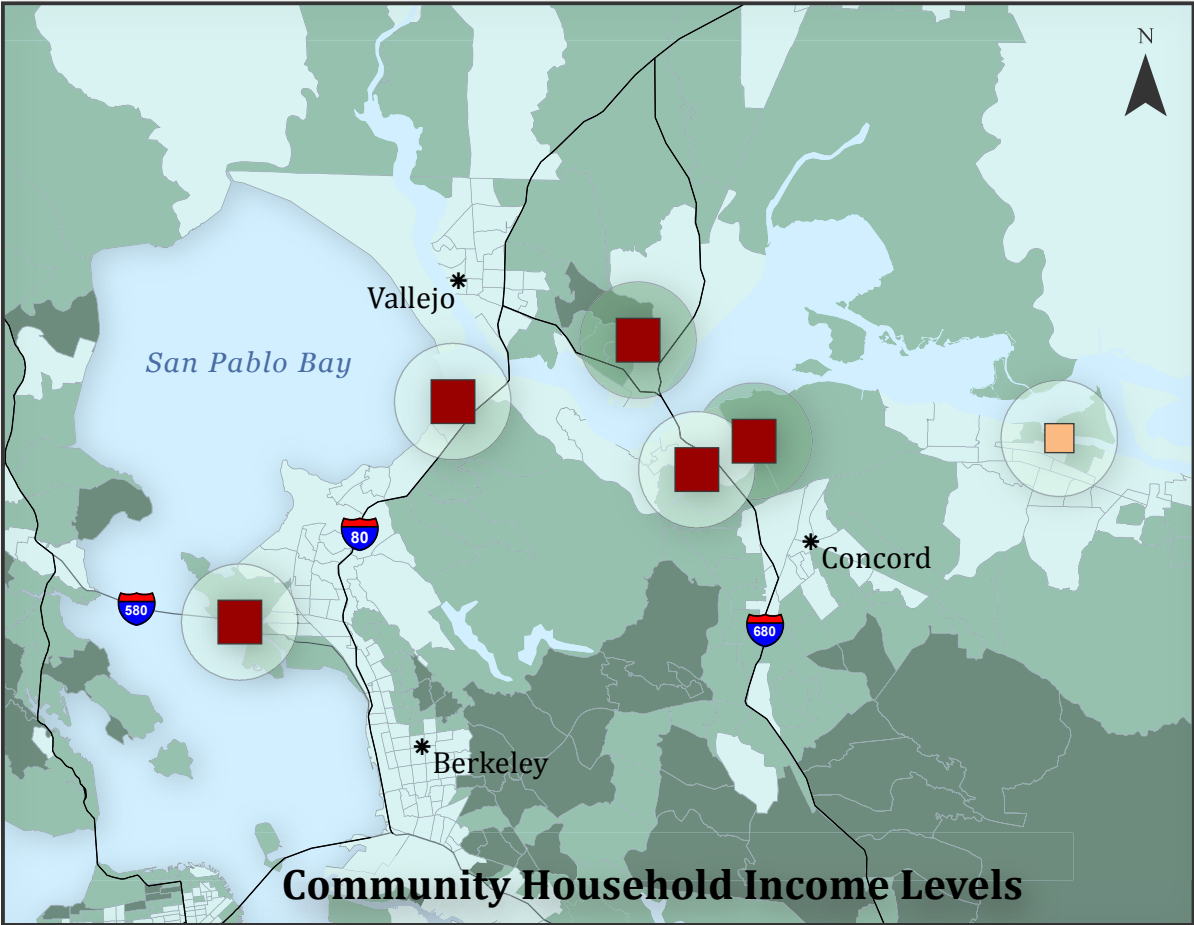 N
Vallejo
San Pablo Bay
80
Concord
580
680
Berkeley
Community Household Income Levels